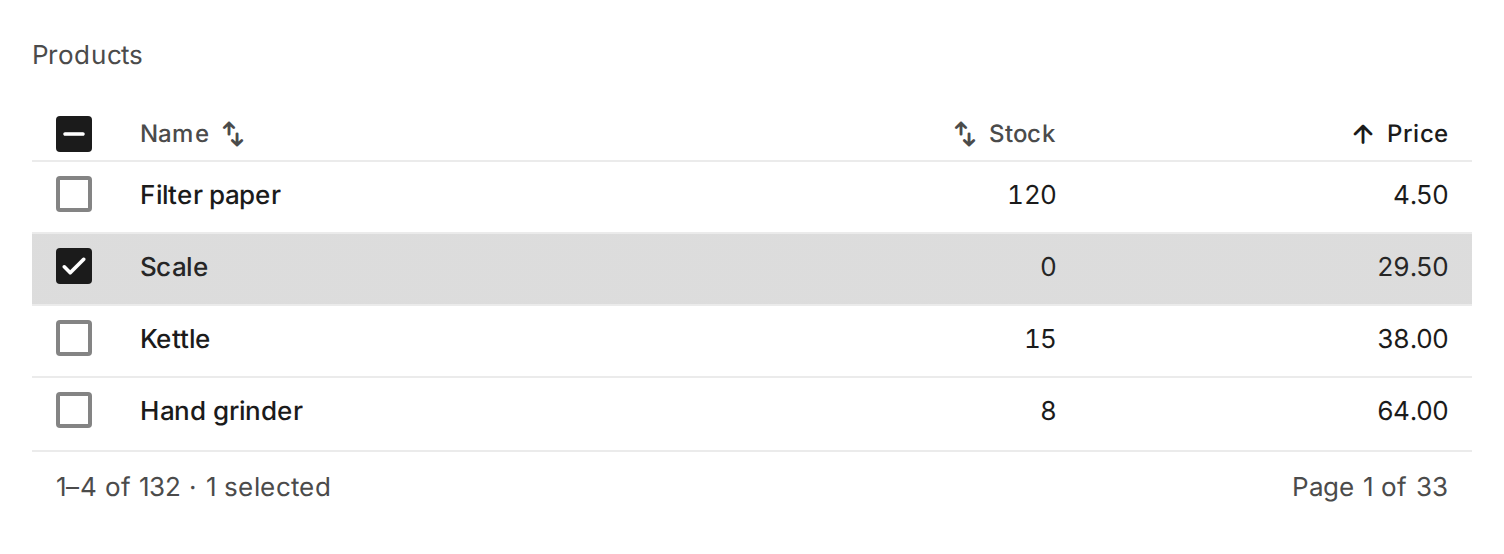 Products
Name Stock Price
Filter paper 120 4.50
Scale 0 29.50
Kettle 15 38.00
Hand grinder 8 64.00
1–4 of 132 · 1 selected Page 1 of 33